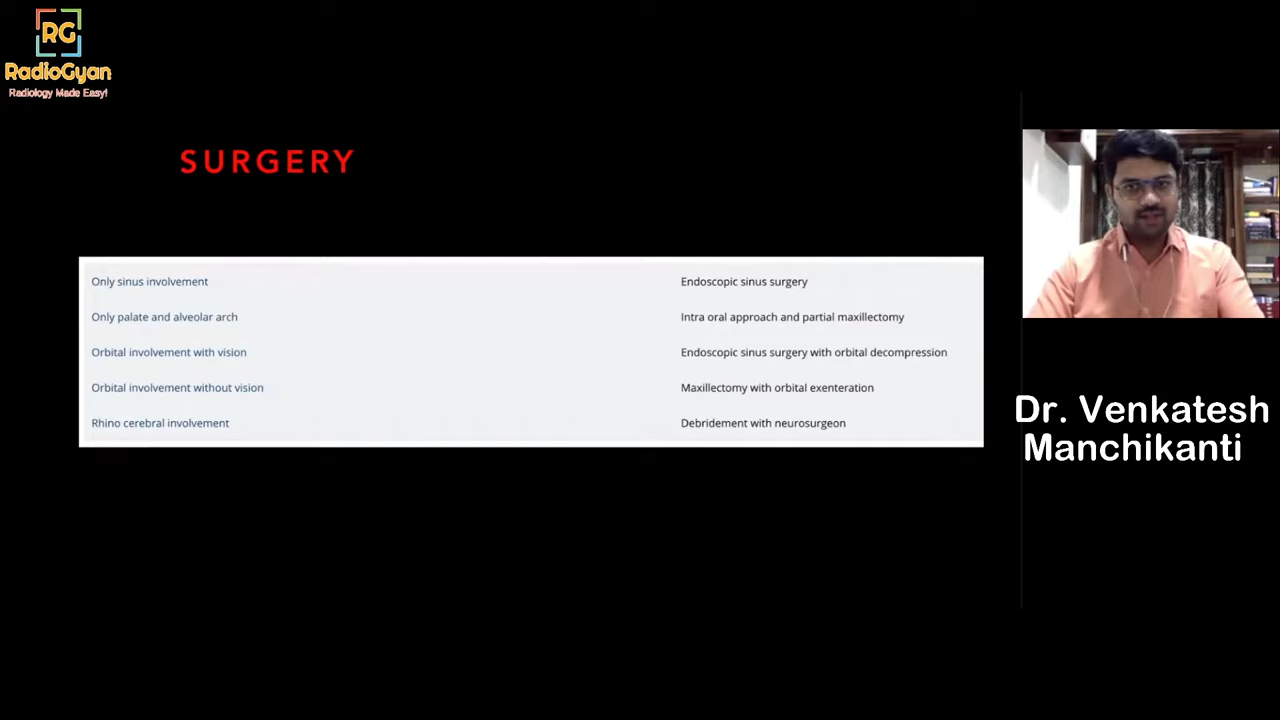 RG
RadioGyan
Radiology Made Easy!
SURGERY
Only sinus involvement Endoscopic sinus surgery
Only palate and alveolar arch Intra oral approach and partial maxillectomy
Orbital involvement with vision Endoscopic sinus surgery with orbital decompression
Orbital involvement without vision Maxillectomy with orbital exenteration
Rhino cerebral involvement Debridement with neurosurgeon
Dr. Venkatesh
Manchikanti